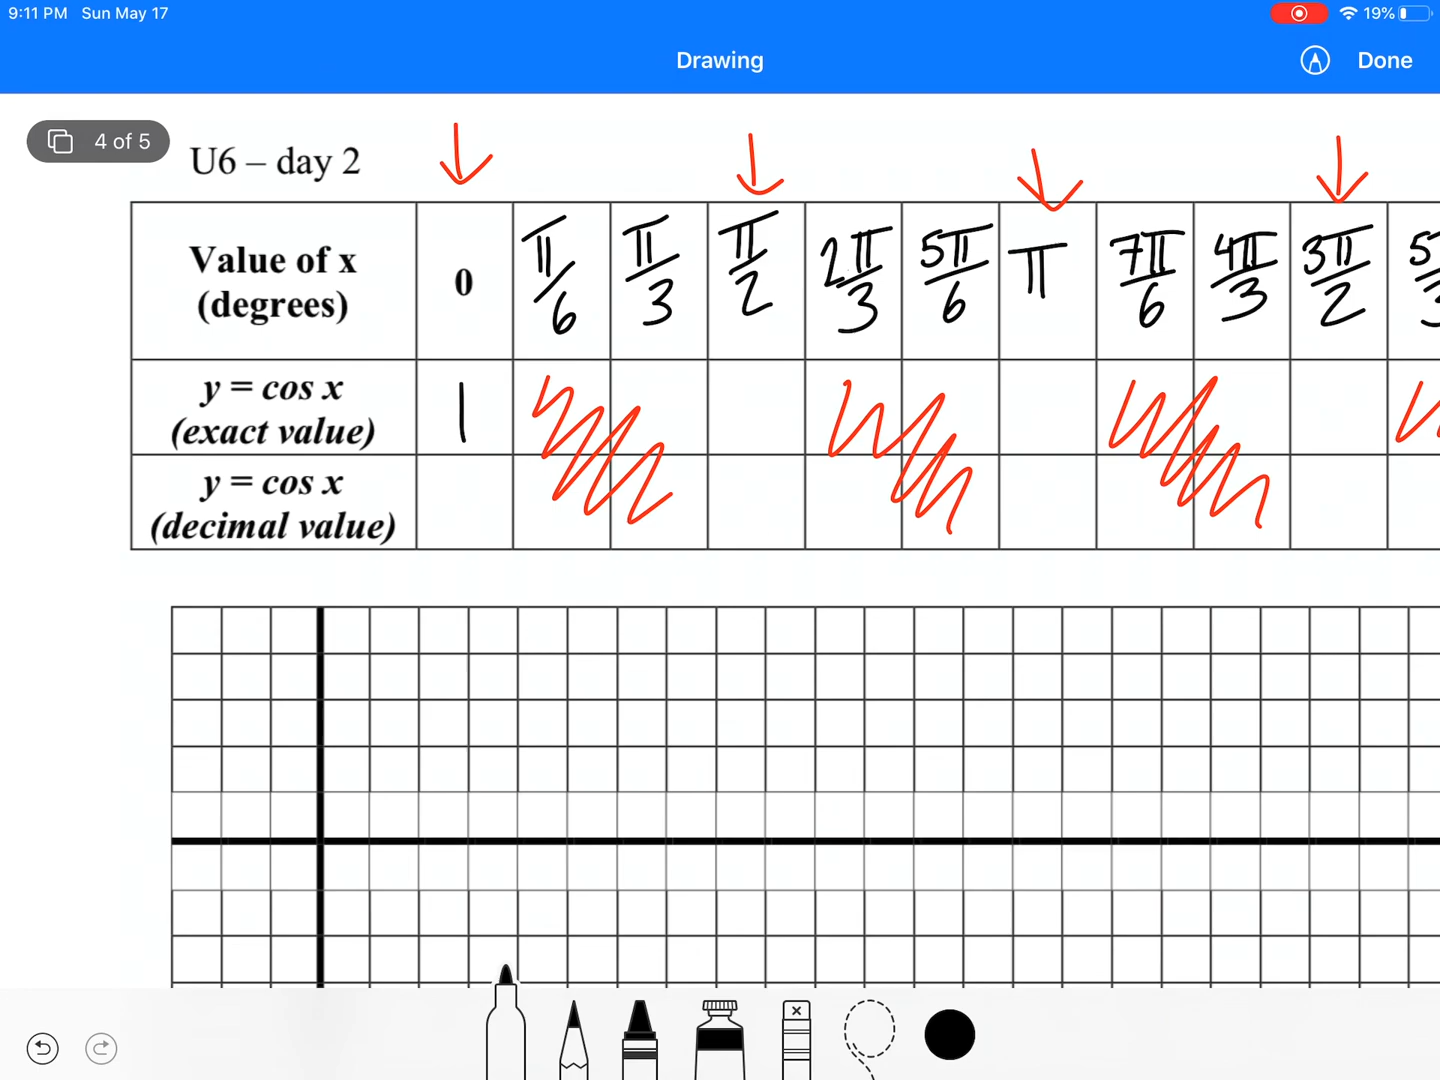 9:11 PM Sun May 17 19%
Drawing Done
4 of 5 U6 – day 2
Value of x (degrees) 0 π/6 π/3 π/2 2π/3 5π/6 π 7π/6 4π/3 3π/2
y = cos x (exact value) 1
y = cos x (decimal value)